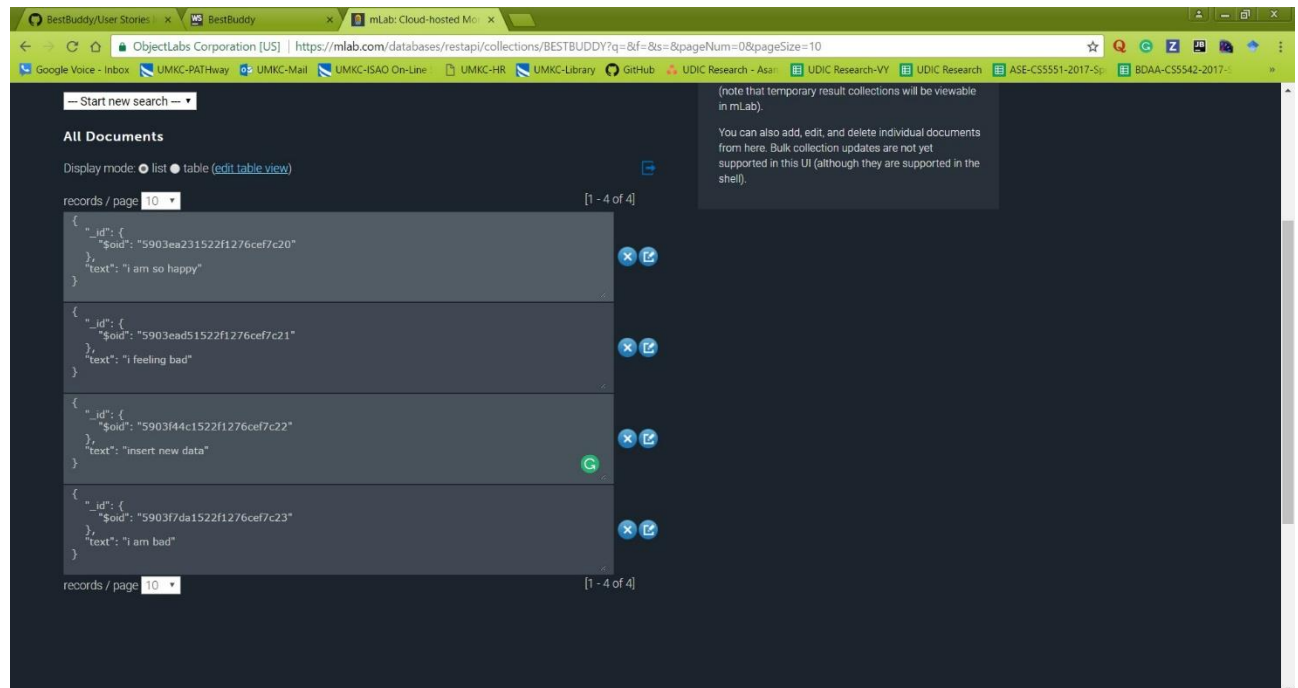 BestBuddy/User Stories
BestBuddy
mLab: Cloud-hosted Mo
ObjectLabs Corporation [US] | https://mlab.com/databases/restapi/collections/BESTBUDDY?q=&f=&s=&pageNum=0&pageSize=10
Google Voice - Inbox UMKC-PATHway UMKC-Mail UMKC-ISAO On-Line UMKC-HR UMKC-Library GitHub UDIC Research - Asan UDIC Research-VY UDIC Research ASE-CS5551-2017-Sp BDAA-CS5542-2017-S »
-- Start new search --
(note that temporary result collections will be viewable
in mLab).
You can also add, edit, and delete individual documents
from here. Bulk collection updates are not yet
supported in this UI (although they are supported in the
shell).
All Documents
Display mode: list table (edit table view)
records / page 10 [1 - 4 of 4]
{
"_id": {
"$oid": "5903ea231522f1276cef7c20"
},
"text": "i am so happy"
}
{
"_id": {
"$oid": "5903ead51522f1276cef7c21"
},
"text": "i feeling bad"
}
{
"_id": {
"$oid": "5903f44c1522f1276cef7c22"
},
"text": "insert new data"
}
{
"_id": {
"$oid": "5903f7da1522f1276cef7c23"
},
"text": "i am bad"
}
records / page 10 [1 - 4 of 4]